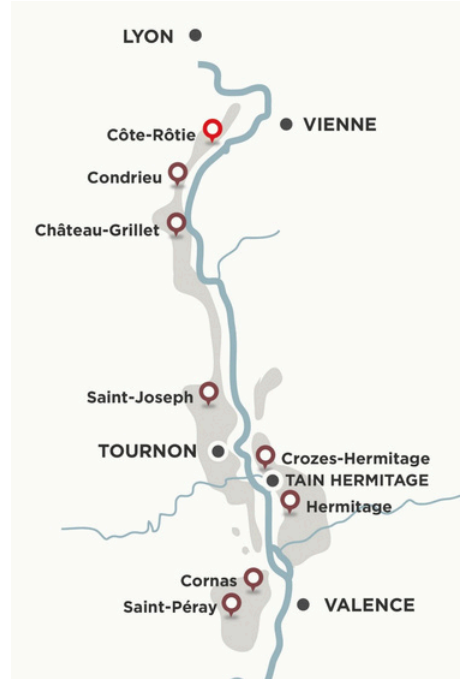 LYON
VIENNE
Côte-Rôtie
Condrieu
Château-Grillet
Saint-Joseph
TOURNON
Crozes-Hermitage
TAIN HERMITAGE
Hermitage
Cornas
Saint-Péray
VALENCE